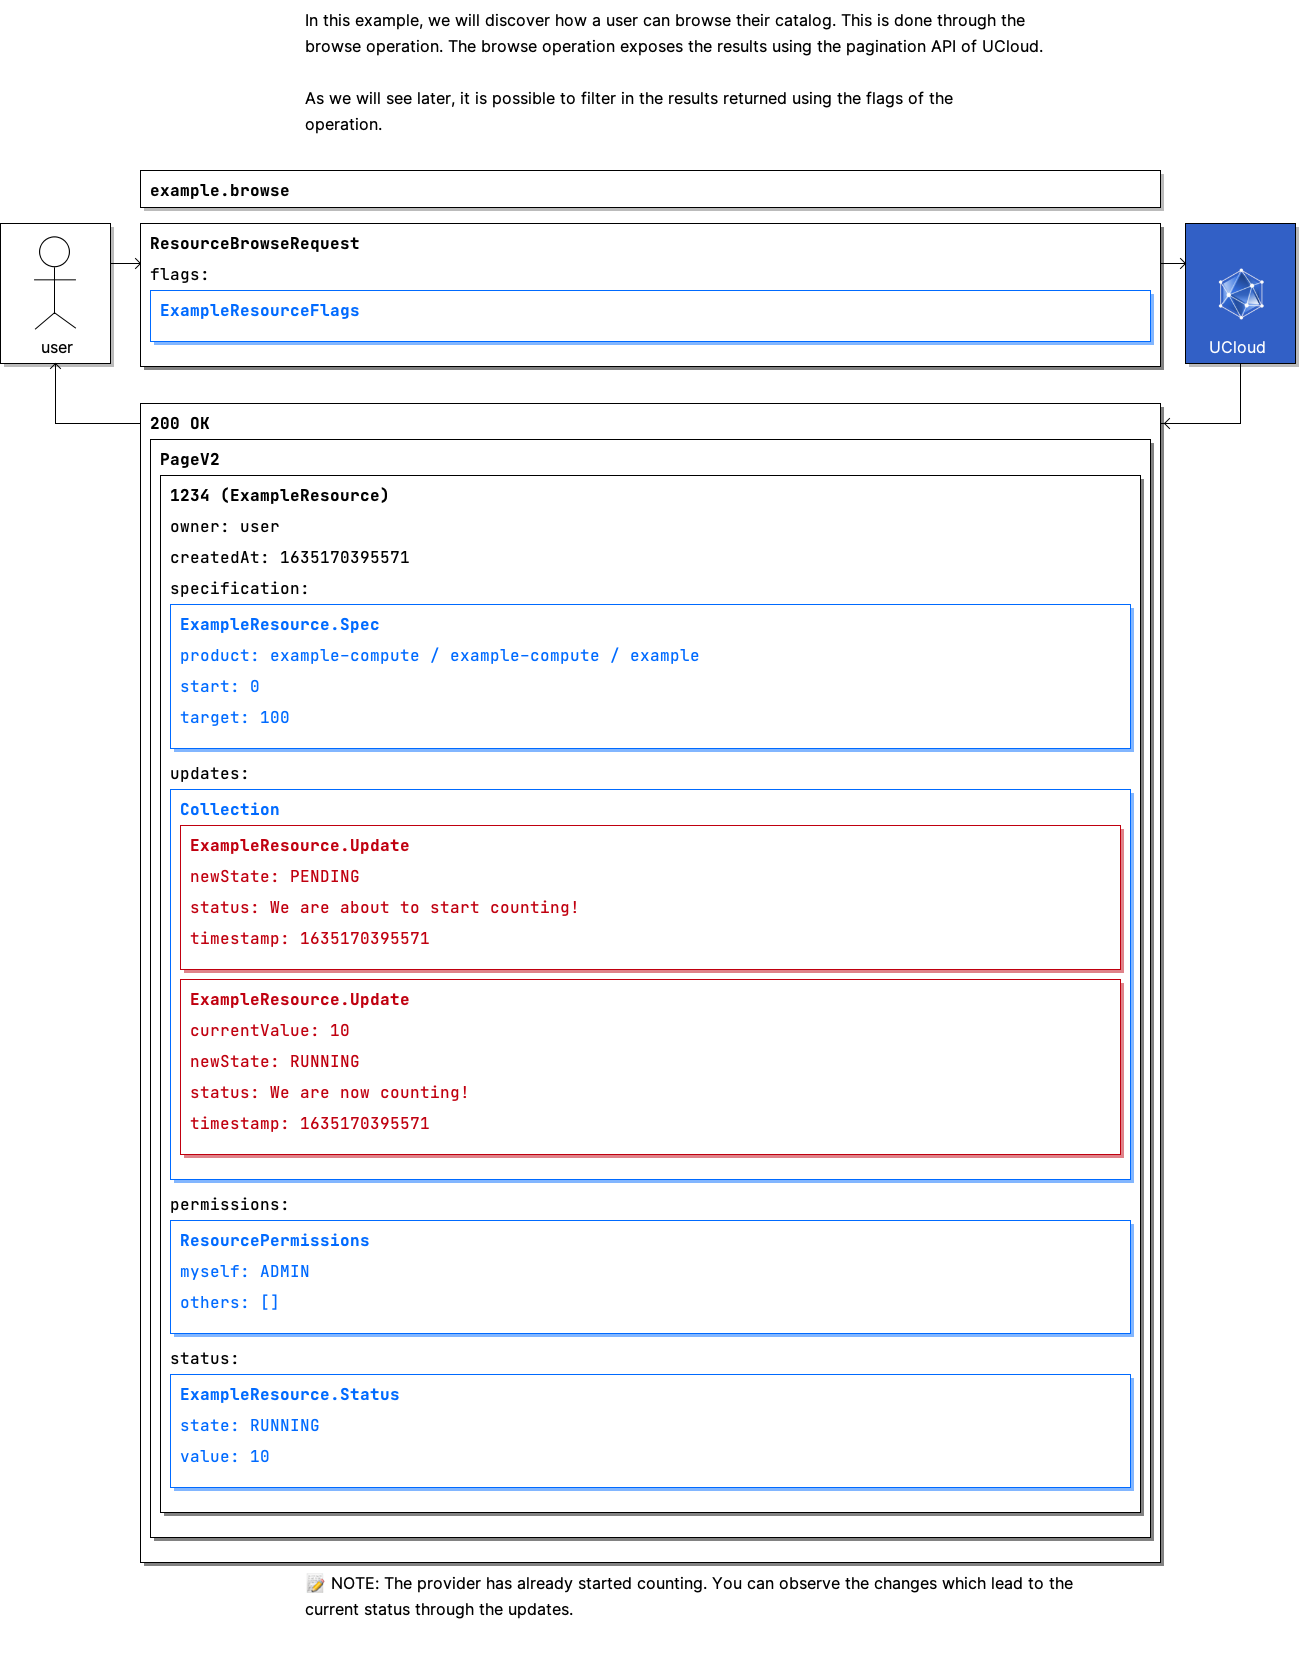 In this example, we will discover how a user can browse their catalog. This is done through the
browse operation. The browse operation exposes the results using the pagination API of UCloud.
As we will see later, it is possible to filter in the results returned using the flags of the
operation.
example.browse
ResourceBrowseRequest
flags:
ExampleResourceFlags
user
UCloud
200 OK
PageV2
1234 (ExampleResource)
owner: user
createdAt: 1635170395571
specification:
ExampleResource.Spec
product: example-compute / example-compute / example
start: 0
target: 100
updates:
Collection
ExampleResource.Update
newState: PENDING
status: We are about to start counting!
timestamp: 1635170395571
ExampleResource.Update
currentValue: 10
newState: RUNNING
status: We are now counting!
timestamp: 1635170395571
permissions:
ResourcePermissions
myself: ADMIN
others: []
status:
ExampleResource.Status
state: RUNNING
value: 10
📝 NOTE: The provider has already started counting. You can observe the changes which lead to the
current status through the updates.